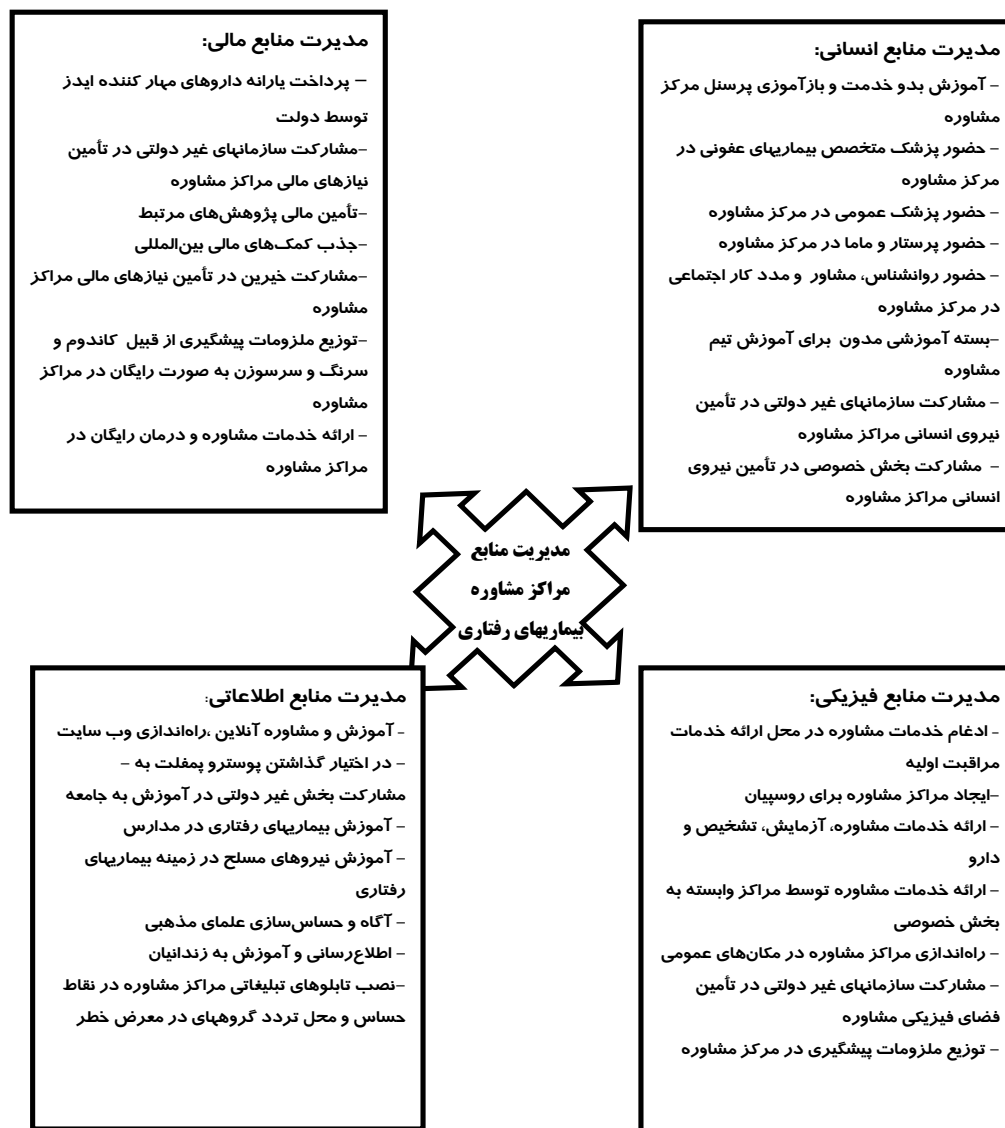 مدیرت منابع انسانی:
– آموزش بدو خدمت و بازآموزی پرسنل مرکز
مشاوره
– حضور پزشک متخصص بیماریهای عفونی در
مرکز مشاوره
– حضور پزشک عمومی در مرکز مشاوره
– حضور پرستار و ماما در مرکز مشاوره
– حضور روانشناس، مشاور و مدد کار اجتماعی
در مرکز مشاوره
–بسته آموزشی مدون برای آموزش تیم
مشاوره
– مشارکت سازمانهای غیر دولتی در تأمین
نیروی انسانی مراکز مشاوره
– مشارکت بخش خصوصی در تأمین نیروی
انسانی مراکز مشاوره
مدیرت منابع مالی:
– پرداخت یارانه داروهای مهار کننده ایدز
توسط دولت
–مشارکت سازمانهای غیر دولتی در تأمین
نیازهای مالی مراکز مشاوره
–تأمین مالی پژوهش‌های مرتبط
–جذب کمک‌های مالی بین‌المللی
–مشارکت خیرین در تأمین نیازهای مالی مراکز
مشاوره
–توزیع ملزومات پیشگیری از قبیل کاندوم و
سرنگ و سرسوزن به صورت رایگان در مراکز
مشاوره
– ارائه خدمات مشاوره و درمان رایگان در
مراکز مشاوره
مدیریت منابع
مراکز مشاوره
بیماریهای رفتاری
مدیرت منابع فیزیکی:
– ادغام خدمات مشاوره در محل ارائه خدمات
مراقبت اولیه
–ایجاد مراکز مشاوره برای روسپیان
– ارائه خدمات مشاوره، آزمایش، تشخیص و
دارو
– ارائه خدمات مشاوره توسط مراکز وابسته به
بخش خصوصی
– راه‌اندازی مراکز مشاوره در مکان‌های عمومی
– مشارکت سازمانهای غیر دولتی در تأمین
فضای فیزیکی مشاوره
– توزیع ملزومات پیشگیری در مرکز مشاوره
مدیرت منابع اطلاعاتی:
– آموزش و مشاوره آنلاین ،راه‌اندازی وب سایت
– در اختیار گذاشتن پوسترو پمفلت به –
مشارکت بخش غیر دولتی در آموزش به جامعه
– آموزش بیماریهای رفتاری در مدارس
– آموزش نیروهای مسلح در زمینه بیماریهای
رفتاری
– آگاه و حساس‌سازی علمای مذهبی
– اطلاع‌رسانی و آموزش به زندانیان
–نصب تابلوهای تبلیغاتی مراکز مشاوره در نقاط
حساس و محل تردد گروههای در معرض خطر